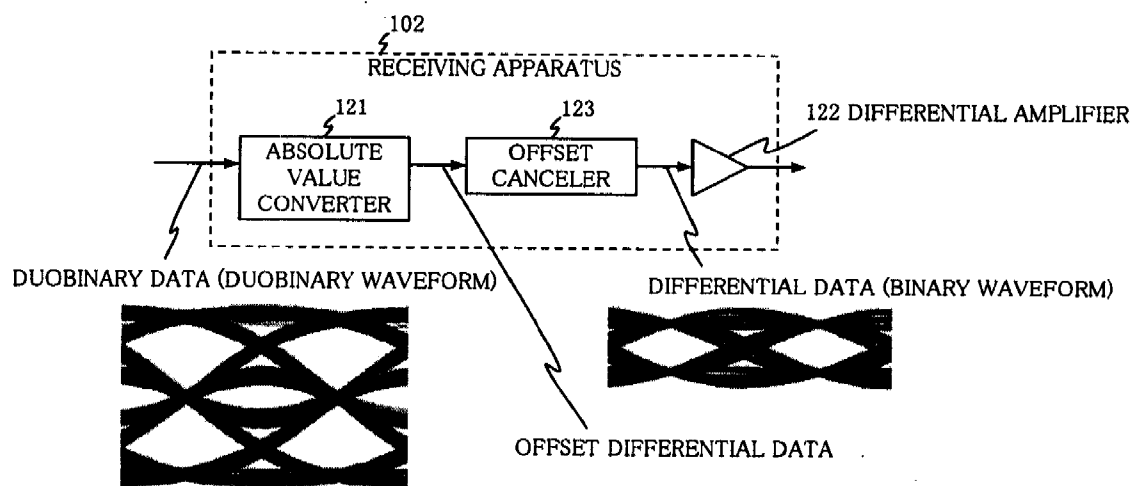 102
RECEIVING APPARATUS
121
123
122 DIFFERENTIAL AMPLIFIER
ABSOLUTE
VALUE
CONVERTER
OFFSET
CANCELER
DUOBINARY DATA (DUOBINARY WAVEFORM)
DIFFERENTIAL DATA (BINARY WAVEFORM)
OFFSET DIFFERENTIAL DATA